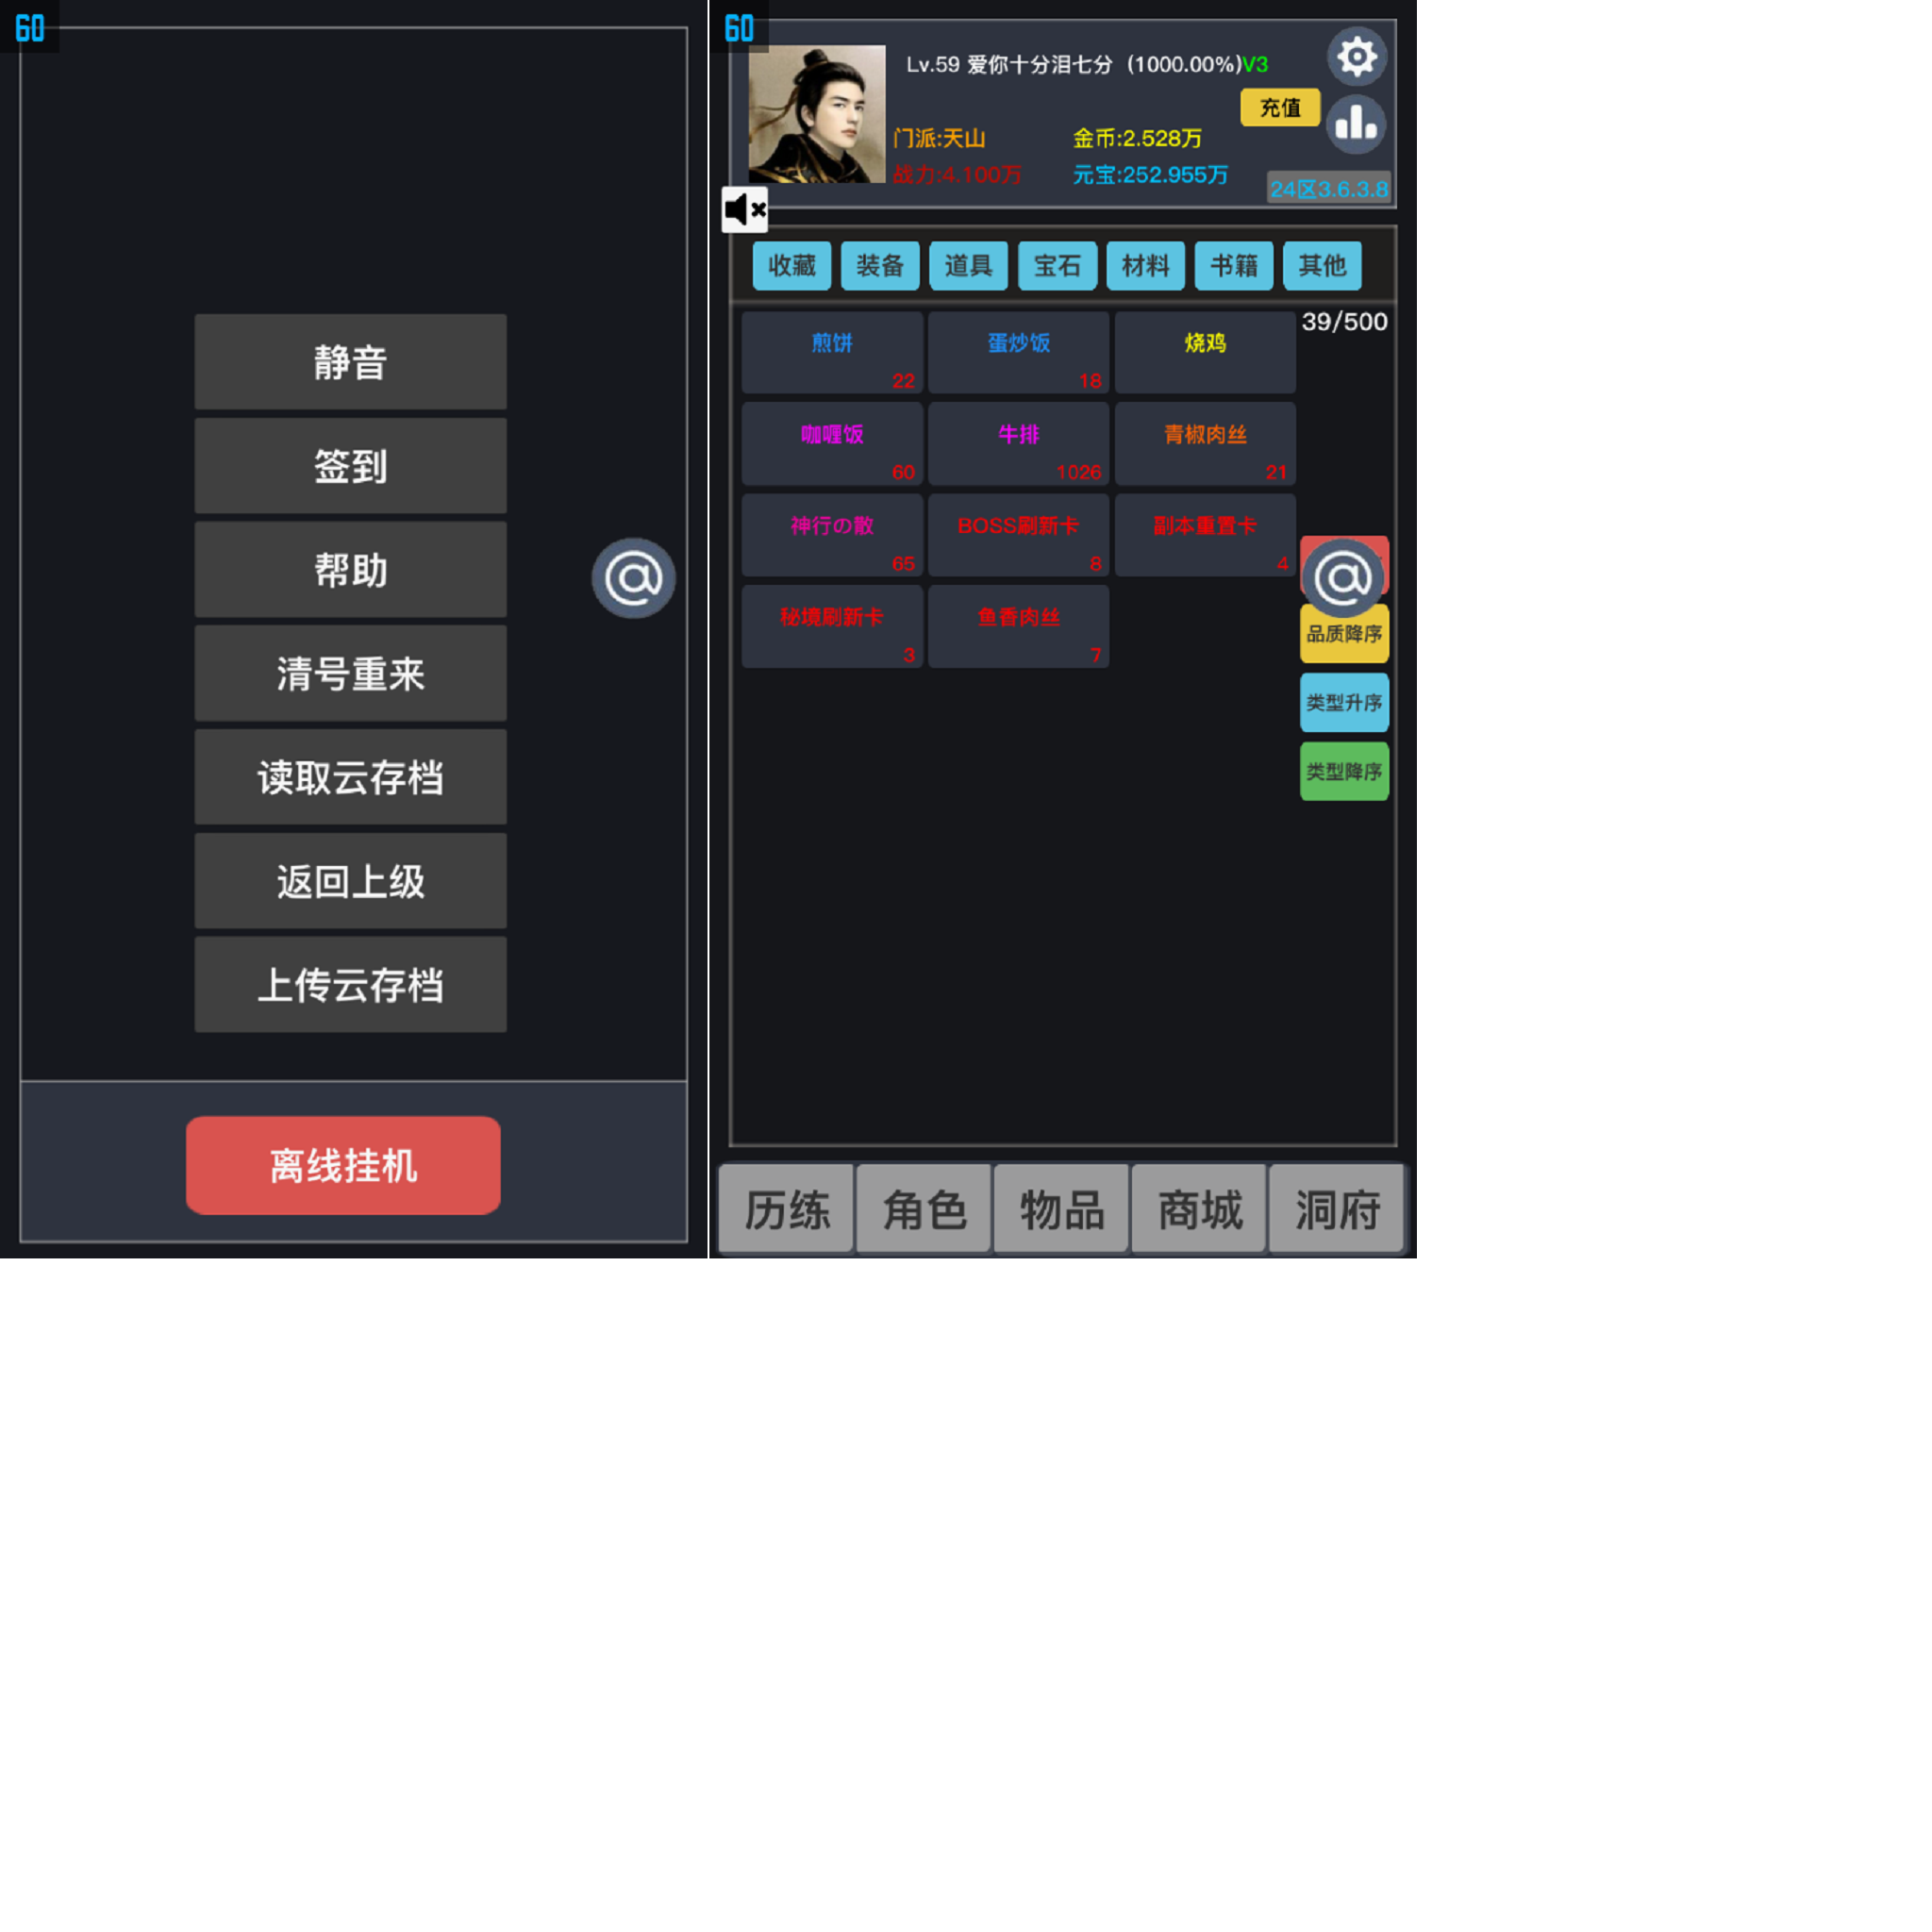 60
静音
签到
帮助
清号重来
读取云存档
返回上级
上传云存档
离线挂机
60
Lv.59 爱你十分泪七分 (1000.00%)V3
充值
门派:天山 金币:2.528万
战力:4.100万 元宝:252.955万
24区3.6.3.8
收藏 装备 道具 宝石 材料 书籍 其他
39/500
煎饼 蛋炒饭 烧鸡
22 18
咖喱饭 牛排 青椒肉丝
60 1026 21
神行の散 BOSS刷新卡 副本重置卡
65 8 4
秘境刷新卡 鱼香肉丝
3 7
品质降序
类型升序
类型降序
历练 角色 物品 商城 洞府